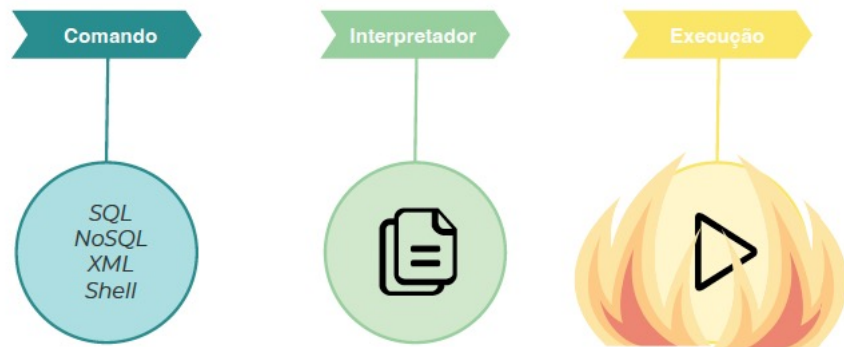 Comando
Interpretador
Execução
SQL
NoSQL
XML
Shell